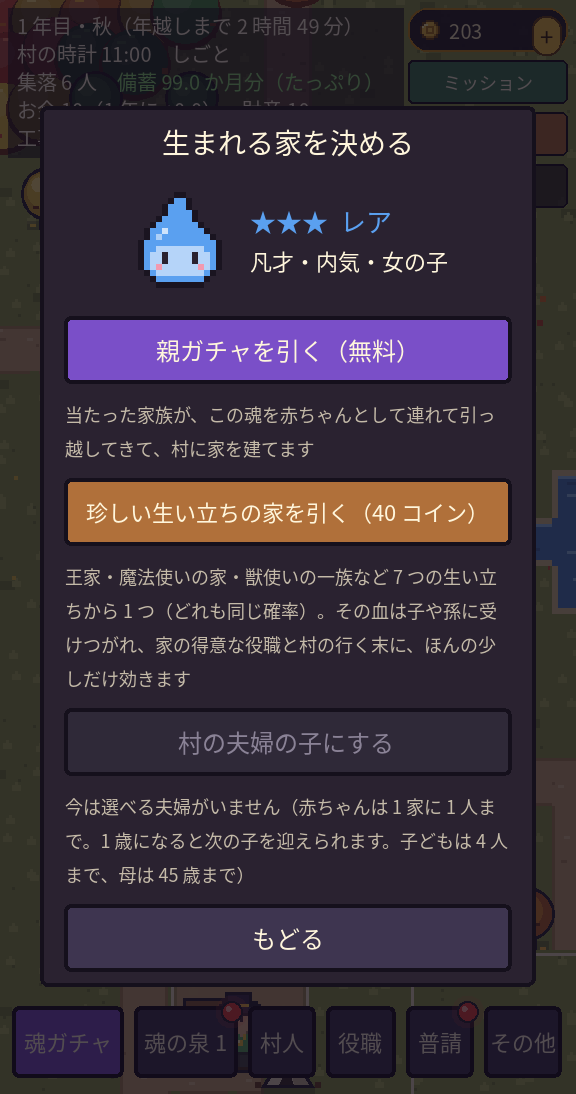 1 年目・秋（年越しまで 2 時間 49 分）
203
村の時計 11:00　しごと
集落 6 人　備蓄 99.0 か月分（たっぷり）
ミッション
生まれる家を決める
★★★ レア
凡才・内気・女の子
親ガチャを引く（無料）
当たった家族が、この魂を赤ちゃんとして連れて引っ
越してきて、村に家を建てます
珍しい生い立ちの家を引く（40 コイン）
王家・魔法使いの家・獣使いの一族など 7 つの生い立
ちから 1 つ（どれも同じ確率）。その血は子や孫に受
けつがれ、家の得意な役職と村の行く末に、ほんの少
しだけ効きます
村の夫婦の子にする
今は選べる夫婦がいません（赤ちゃんは 1 家に 1 人ま
で。1 歳になると次の子を迎えられます。子どもは 4 人
まで、母は 45 歳まで）
もどる
魂ガチャ
魂の泉 1
村人
役職
普請
その他